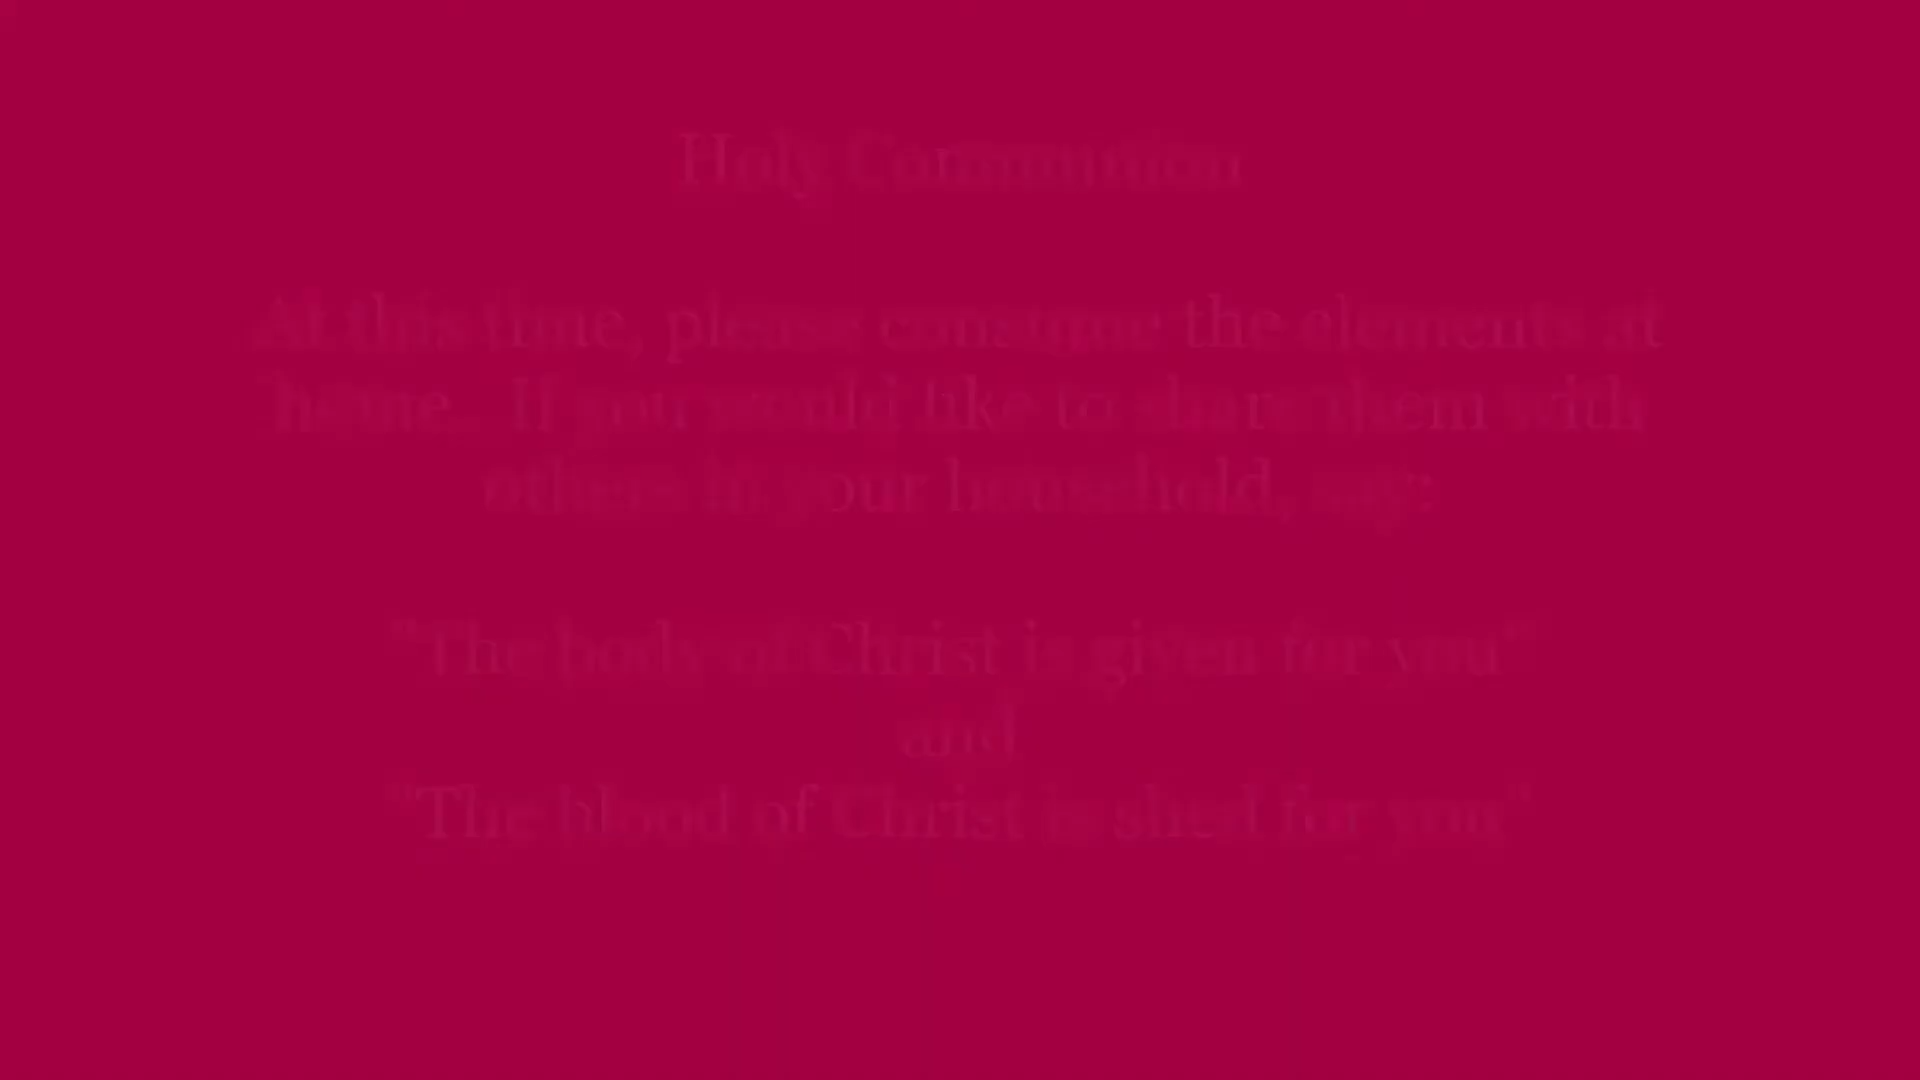 Holy Communion
At this time, please consume the elements at
home. If you would like to share them with
others in your household, say:
"The body of Christ is given for you"
and
"The blood of Christ is shed for you"